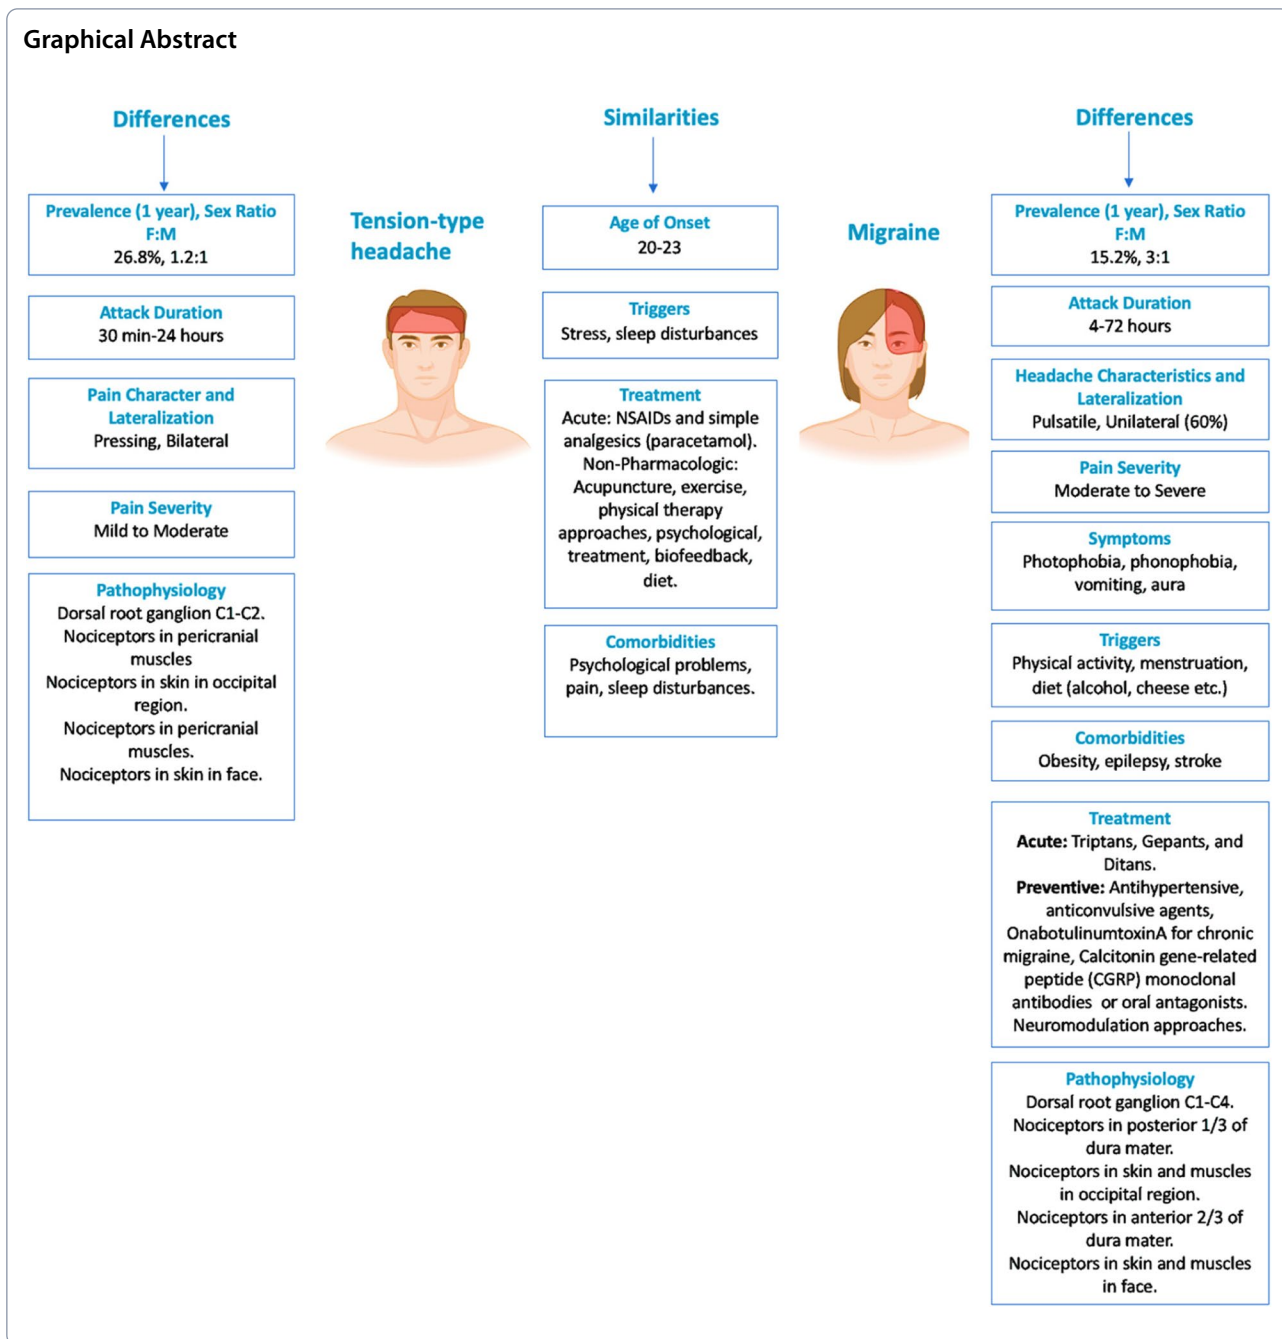 Graphical Abstract
Differences
Prevalence (1 year), Sex Ratio
F:M
26.8%, 1.2:1
Attack Duration
30 min-24 hours
Pain Character and
Lateralization
Pressing, Bilateral
Pain Severity
Mild to Moderate
Pathophysiology
Dorsal root ganglion C1-C2.
Nociceptors in pericranial
muscles
Nociceptors in skin in occipital
region.
Nociceptors in pericranial
muscles.
Nociceptors in skin in face.
Tension-type
headache
Similarities
Age of Onset
20-23
Triggers
Stress, sleep disturbances
Treatment
Acute: NSAIDs and simple
analgesics (paracetamol).
Non-Pharmacologic:
Acupuncture, exercise,
physical therapy
approaches, psychological,
treatment, biofeedback,
diet.
Comorbidities
Psychological problems,
pain, sleep disturbances.
Migraine
Differences
Prevalence (1 year), Sex Ratio
F:M
15.2%, 3:1
Attack Duration
4-72 hours
Headache Characteristics and
Lateralization
Pulsatile, Unilateral (60%)
Pain Severity
Moderate to Severe
Symptoms
Photophobia, phonophobia,
vomiting, aura
Triggers
Physical activity, menstruation,
diet (alcohol, cheese etc.)
Comorbidities
Obesity, epilepsy, stroke
Treatment
Acute: Triptans, Gepants, and
Ditans.
Preventive: Antihypertensive,
anticonvulsive agents,
OnabotulinumtoxinA for chronic
migraine, Calcitonin gene-related
peptide (CGRP) monoclonal
antibodies or oral antagonists.
Neuromodulation approaches.
Pathophysiology
Dorsal root ganglion C1-C4.
Nociceptors in posterior 1/3 of
dura mater.
Nociceptors in skin and muscles
in occipital region.
Nociceptors in anterior 2/3 of
dura mater.
Nociceptors in skin and muscles
in face.